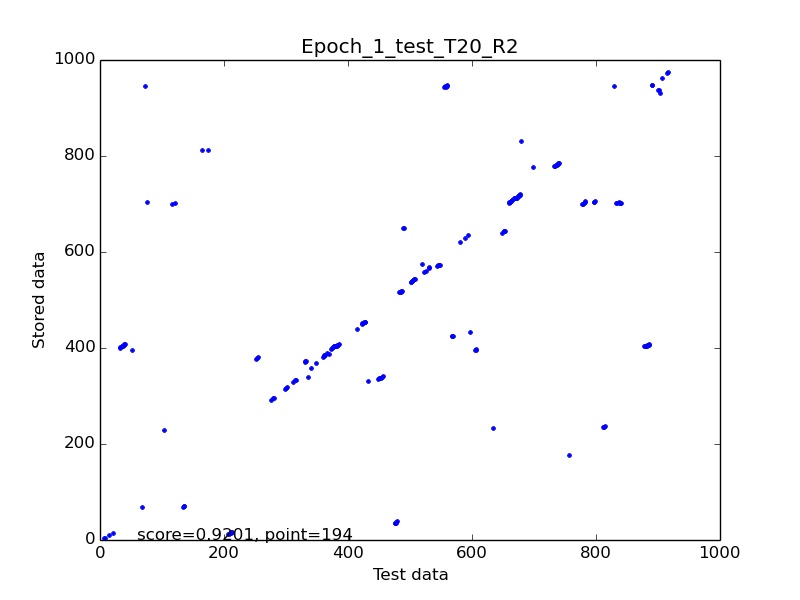 Epoch_1_test_T20_R2
1000
800
600
400
200
0
Stored data
score=0.9201, point=194
0 200 400 600 800 1000
Test data